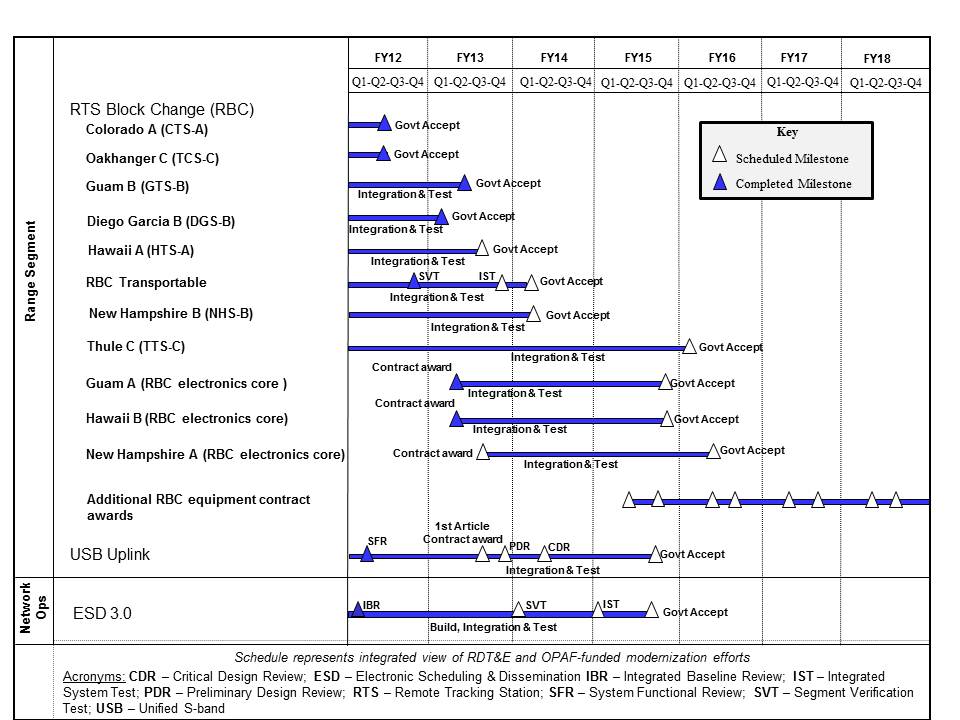 FY12 FY13 FY14 FY15 FY16 FY17 FY18
Q1-Q2-Q3-Q4 Q1-Q2-Q3-Q4 Q1-Q2-Q3-Q4 Q1-Q2-Q3-Q4 Q1-Q2-Q3-Q4 Q1-Q2-Q3-Q4 Q1-Q2-Q3-Q4
Range Segment
RTS Block Change (RBC)
Colorado A (CTS-A) Govt Accept
Key
Scheduled Milestone
Completed Milestone
Oakhanger C (TCS-C) Govt Accept
Guam B (GTS-B) Govt Accept
Integration & Test
Diego Garcia B (DGS-B) Govt Accept
Integration & Test
Hawaii A (HTS-A) Govt Accept
Integration & Test
RBC Transportable SVT IST Govt Accept
Integration & Test
New Hampshire B (NHS-B) Govt Accept
Integration & Test
Thule C (TTS-C) Govt Accept
Integration & Test
Contract award
Guam A (RBC electronics core ) Govt Accept
Integration & Test
Contract award
Hawaii B (RBC electronics core) Govt Accept
Integration & Test
New Hampshire A (RBC electronics core) Contract award Govt Accept
Integration & Test
Additional RBC equipment contract
awards
1st Article
Contract award
USB Uplink SFR PDR CDR Govt Accept
Integration & Test
Network
Ops
ESD 3.0 IBR SVT IST Govt Accept
Build, Integration & Test
Schedule represents integrated view of RDT&E and OPAF-funded modernization efforts
Acronyms: CDR – Critical Design Review; ESD – Electronic Scheduling & Dissemination IBR – Integrated Baseline Review; IST – Integrated
System Test; PDR – Preliminary Design Review; RTS – Remote Tracking Station; SFR – System Functional Review; SVT – Segment Verification
Test; USB – Unified S-band